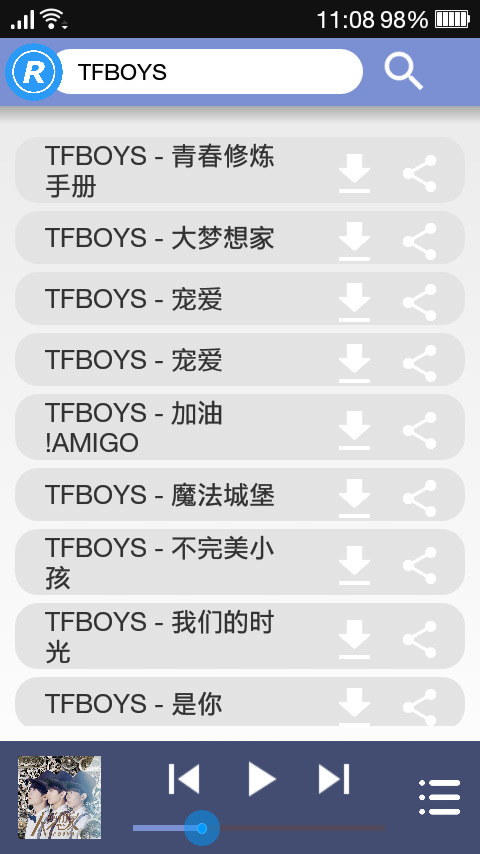 11:08 98%
R
TFBOYS
TFBOYS - 青春修炼
手册
TFBOYS - 大梦想家
TFBOYS - 宠爱
TFBOYS - 宠爱
TFBOYS - 加油
!AMIGO
TFBOYS - 魔法城堡
TFBOYS - 不完美小
孩
TFBOYS - 我们的时
光
TFBOYS - 是你